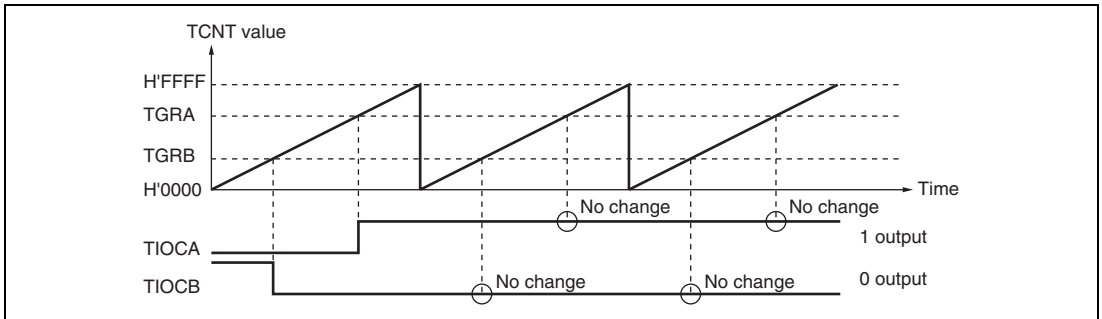 TCNT value
H'FFFF
TGRA
TGRB
H'0000
Time
No change
No change
1 output
TIOCA
No change
No change
0 output
TIOCB